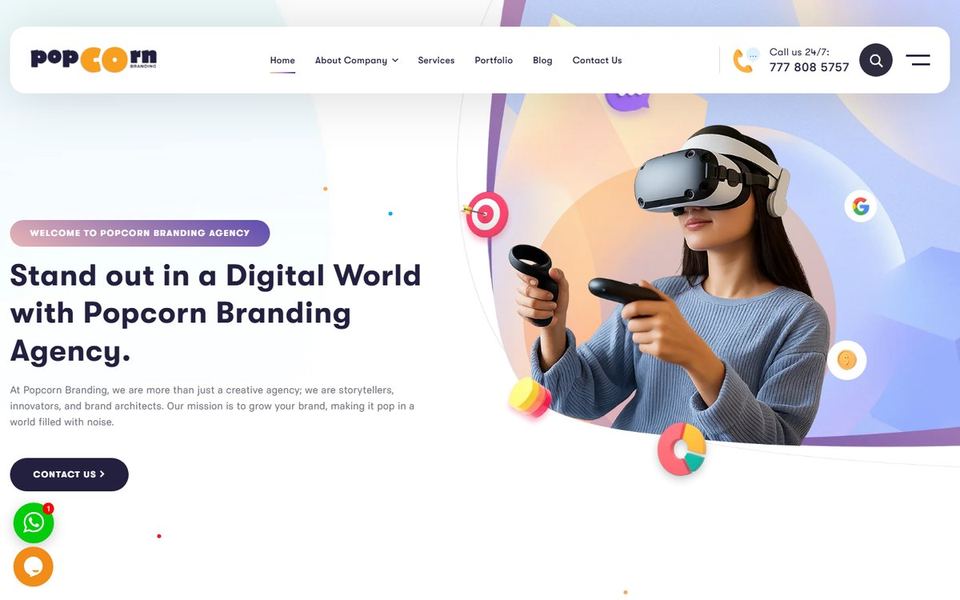 popcorn
BRANDING
Home
About Company
Services
Portfolio
Blog
Contact Us
Call us 24/7:
777 808 5757
WELCOME TO POPCORN BRANDING AGENCY
Stand out in a Digital World
with Popcorn Branding
Agency.
At Popcorn Branding, we are more than just a creative agency; we are storytellers,
innovators, and brand architects. Our mission is to grow your brand, making it pop in a
world filled with noise.
CONTACT US
1
G